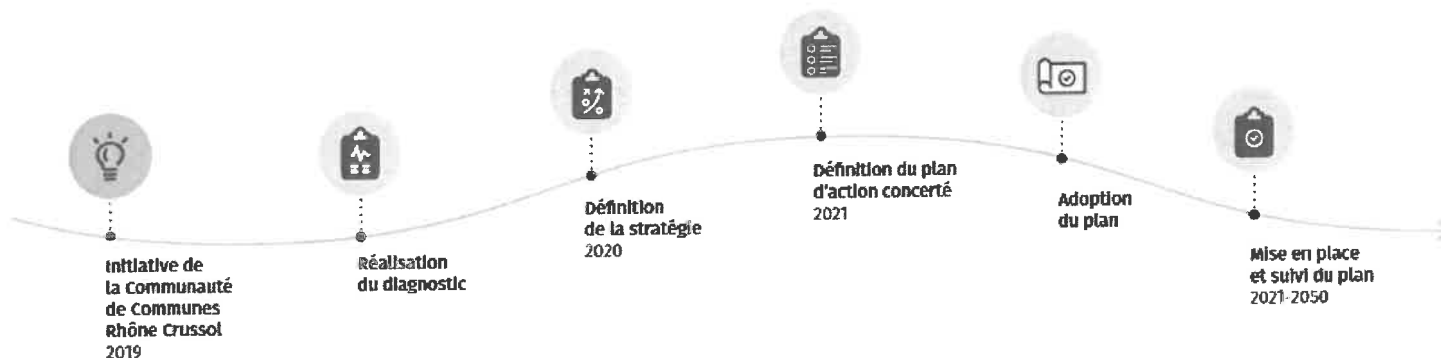 Initiative de
la Communauté
de Communes
Rhône Crussol
2019
Réalisation
du diagnostic
Définition
de la stratégie
2020
Définition du plan
d'action concerté
2021
Adoption
du plan
Mise en place
et suivi du plan
2021-2050